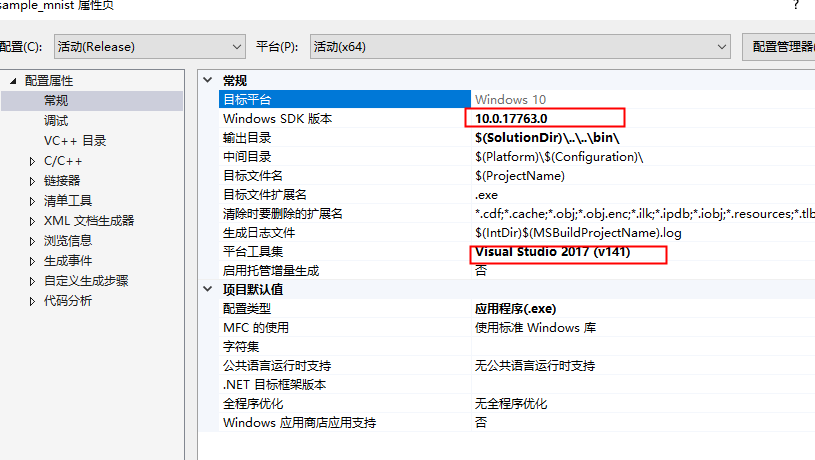 sample_mnist 属性页 ?
配置(C): 活动(Release) 平台(P): 活动(x64) 配置管理器(
配置属性
常规
调试
VC++ 目录
C/C++
链接器
清单工具
XML 文档生成器
浏览信息
生成事件
自定义生成步骤
代码分析
常规
目标平台 Windows 10
Windows SDK 版本 10.0.17763.0
输出目录 $(SolutionDir)\..\..\bin\
中间目录 $(Platform)\$(Configuration)\
目标文件名 $(ProjectName)
目标文件扩展名 .exe
清除时要删除的扩展名 *.cdf;*.cache;*.obj;*.obj.enc;*.ilk;*.ipdb;*.iobj;*.resources;*.tlb
生成日志文件 $(IntDir)$(MSBuildProjectName).log
平台工具集 Visual Studio 2017 (v141)
启用托管增量生成 否
项目默认值
配置类型 应用程序(.exe)
MFC 的使用 使用标准 Windows 库
字符集
公共语言运行时支持 无公共语言运行时支持
.NET 目标框架版本
全程序优化 无全程序优化
Windows 应用商店应用支持 否